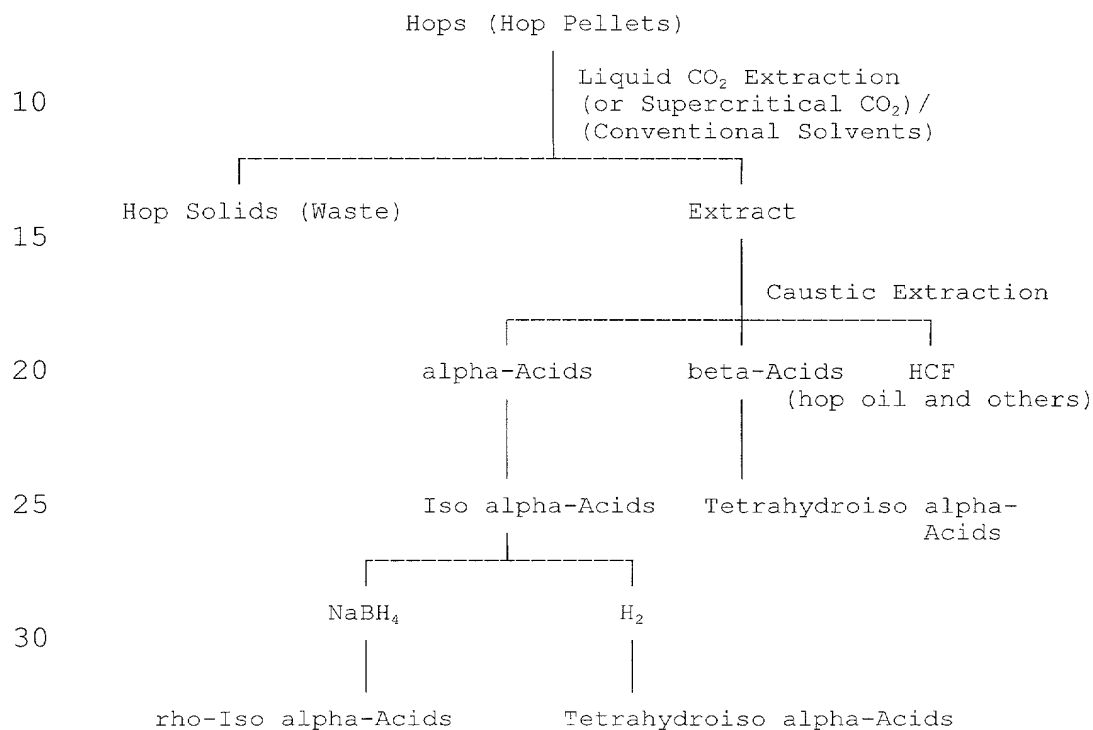 Hops (Hop Pellets)
Liquid CO₂ Extraction
10 (or Supercritical CO₂)/
(Conventional Solvents)
Hop Solids (Waste) Extract
15
Caustic Extraction
20 alpha-Acids beta-Acids HCF
(hop oil and others)
25 Iso alpha-Acids Tetrahydroiso alpha-
Acids
NaBH₄ H₂
30
rho-Iso alpha-Acids Tetrahydroiso alpha-Acids